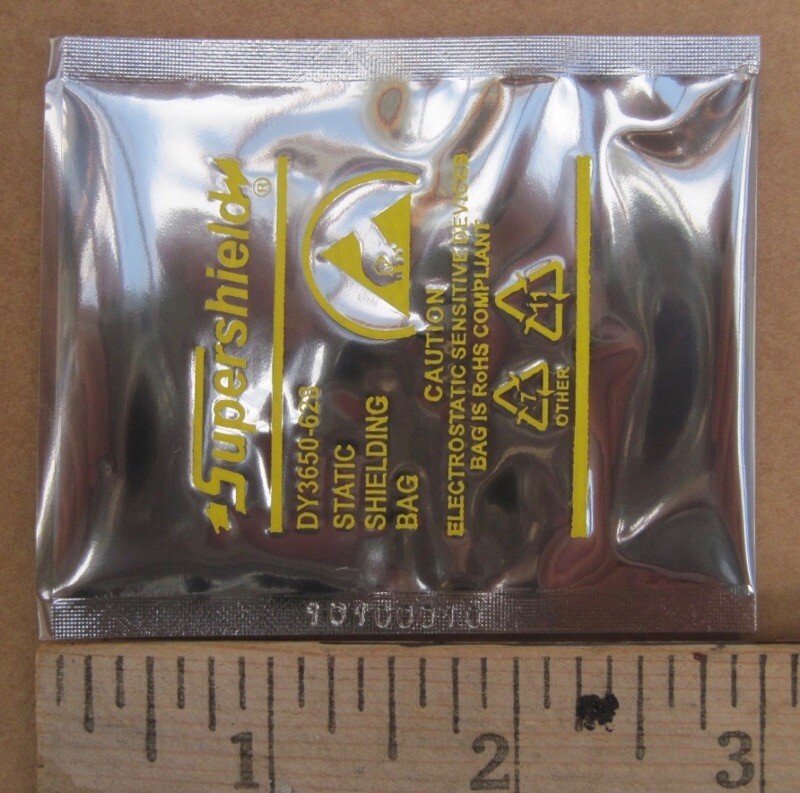 Supershield®
DY3650-628
STATIC
SHIELDING
BAG
CAUTION
ELECTROSTATIC SENSITIVE DEVICES
BAG IS RoHS COMPLIANT
7
11
OTHER
1 2 3